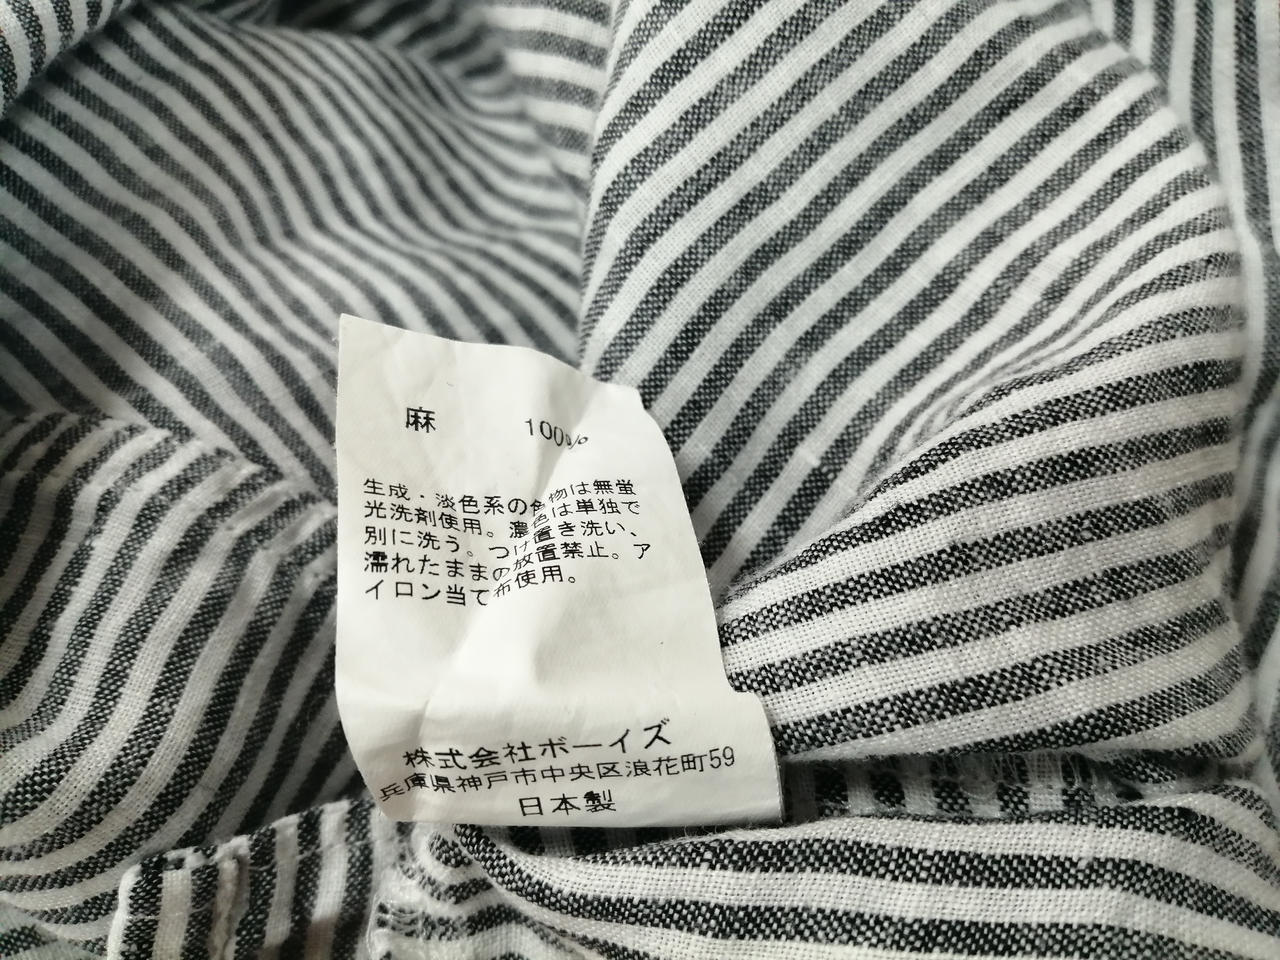 麻 100%
生成・淡色系の色物は無蛍
光洗剤使用。濃色は単独で
別に洗う。つけ置き洗い、
濡れたままの放置禁止。ア
イロン当て布使用。
株式会社ボーイズ
兵庫県神戸市中央区浪花町59
日本製